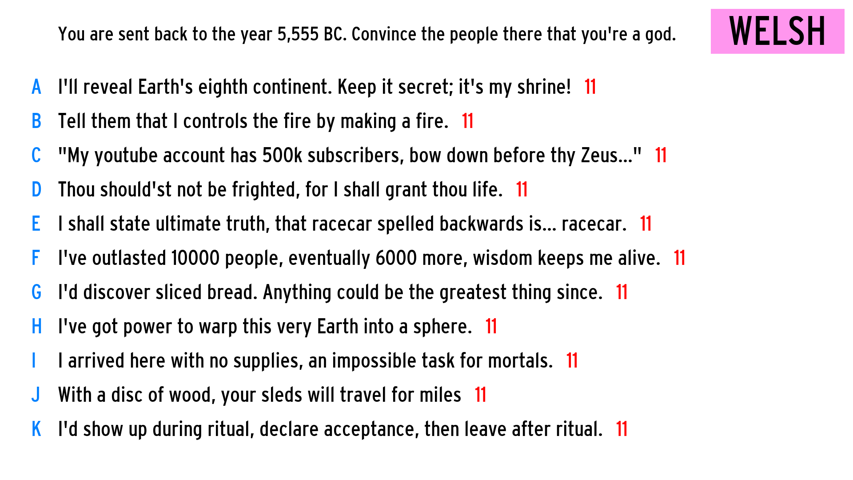 You are sent back to the year 5,555 BC. Convince the people there that you're a god.
WELSH
A I'll reveal Earth's eighth continent. Keep it secret; it's my shrine! 11
B Tell them that I controls the fire by making a fire. 11
C "My youtube account has 500k subscribers, bow down before thy Zeus..." 11
D Thou should'st not be frighted, for I shall grant thou life. 11
E I shall state ultimate truth, that racecar spelled backwards is... racecar. 11
F I've outlasted 10000 people, eventually 6000 more, wisdom keeps me alive. 11
G I'd discover sliced bread. Anything could be the greatest thing since. 11
H I've got power to warp this very Earth into a sphere. 11
I I arrived here with no supplies, an impossible task for mortals. 11
J With a disc of wood, your sleds will travel for miles 11
K I'd show up during ritual, declare acceptance, then leave after ritual. 11